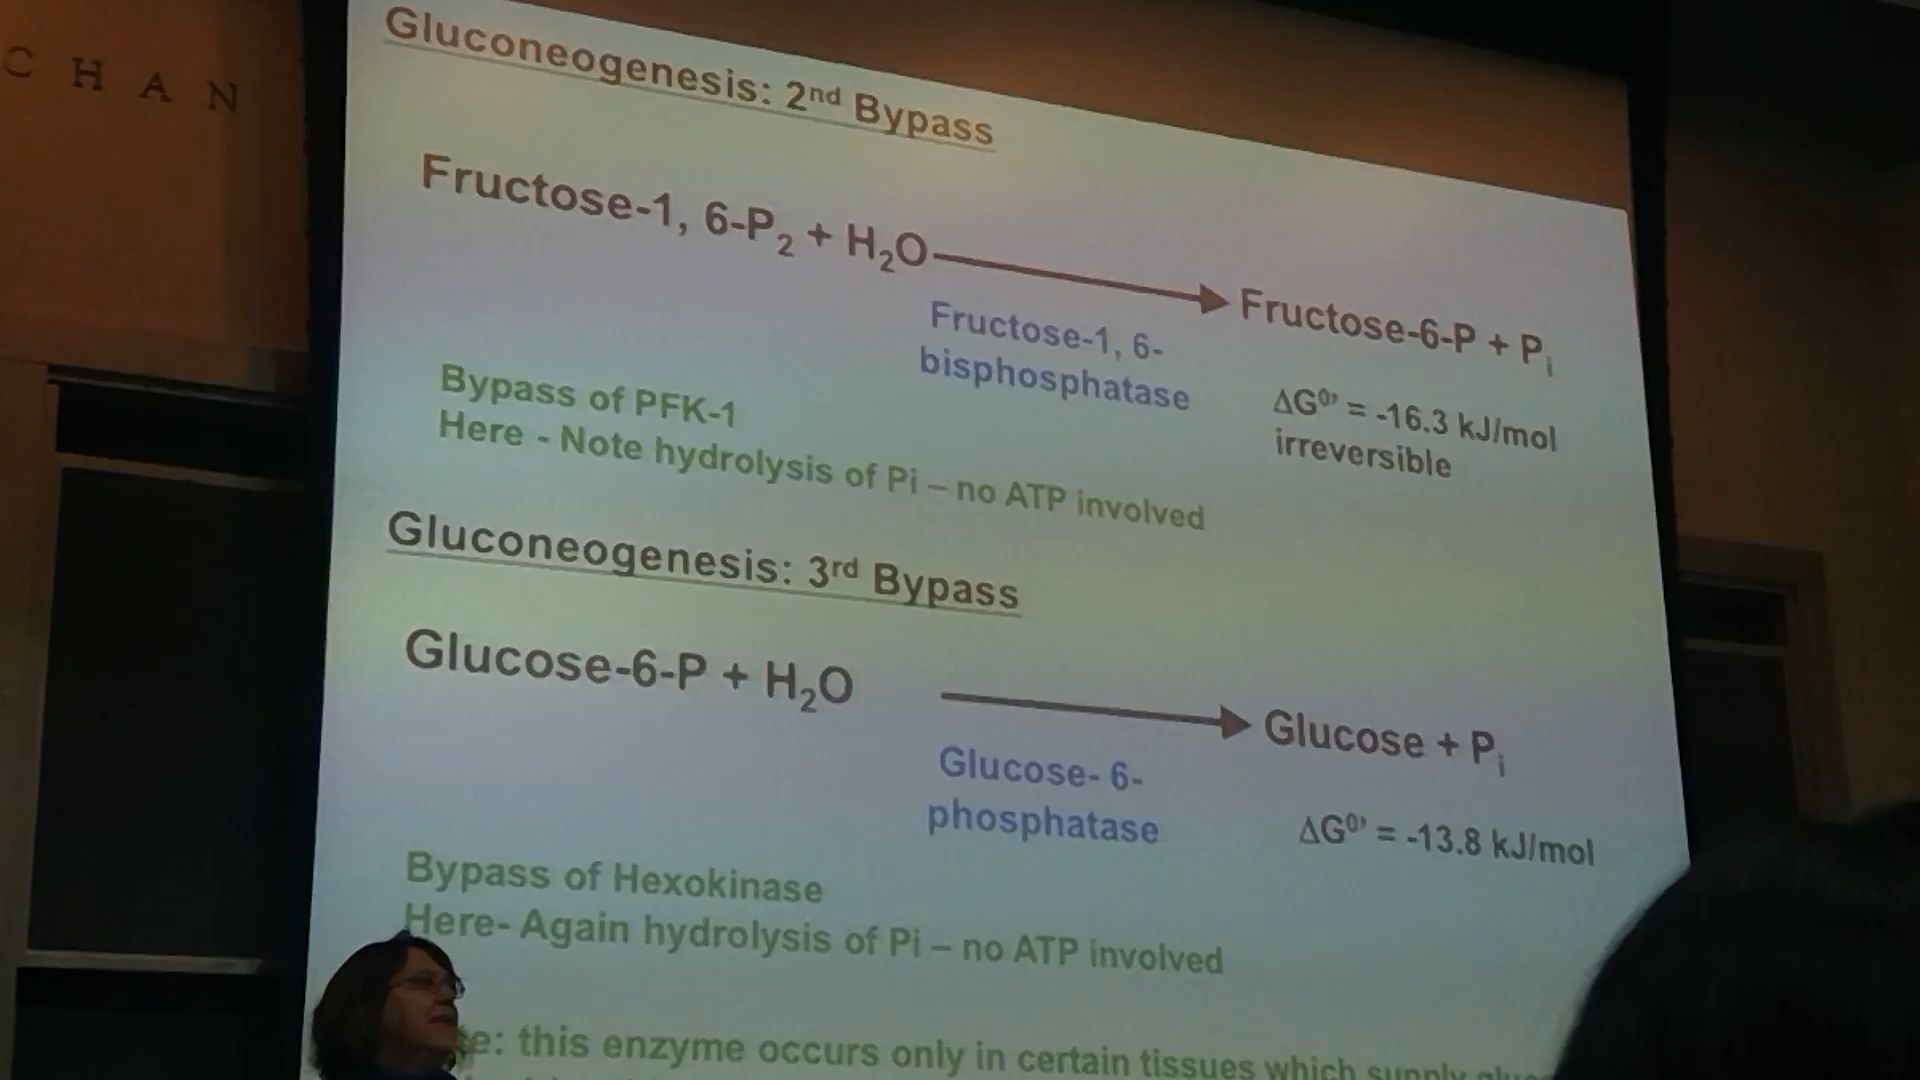 CHAN
Gluconeogenesis: 2nd Bypass
Fructose-1, 6-P2 + H2O
Fructose-6-P + Pi
Fructose-1, 6-
bisphosphatase
ΔG0' = -16.3 kJ/mol
irreversible
Bypass of PFK-1
Here - Note hydrolysis of Pi – no ATP involved
Gluconeogenesis: 3rd Bypass
Glucose-6-P + H2O
Glucose + Pi
Glucose- 6-
phosphatase
ΔG0' = -13.8 kJ/mol
Bypass of Hexokinase
Here- Again hydrolysis of Pi – no ATP involved
this enzyme occurs only in certain tissues which supply